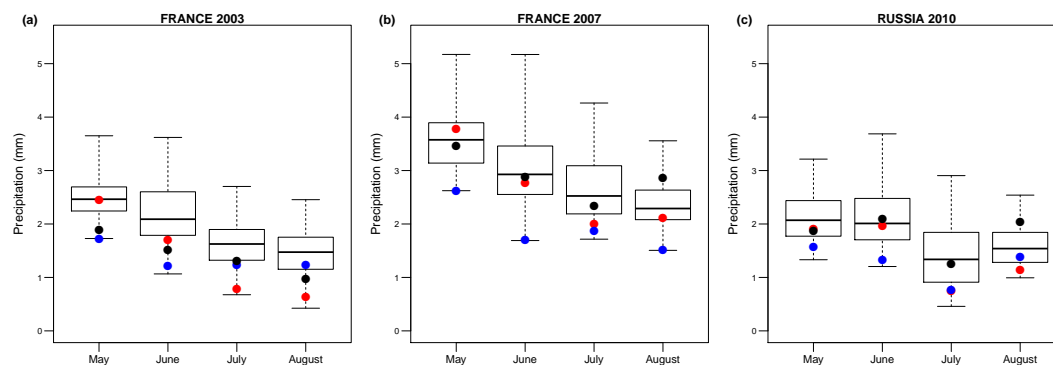 (a)
FRANCE 2003
Precipitation (mm)
5
4
3
2
1
0
May June July August
(b)
FRANCE 2007
Precipitation (mm)
5
4
3
2
1
0
May June July August
(c)
RUSSIA 2010
Precipitation (mm)
5
4
3
2
1
0
May June July August